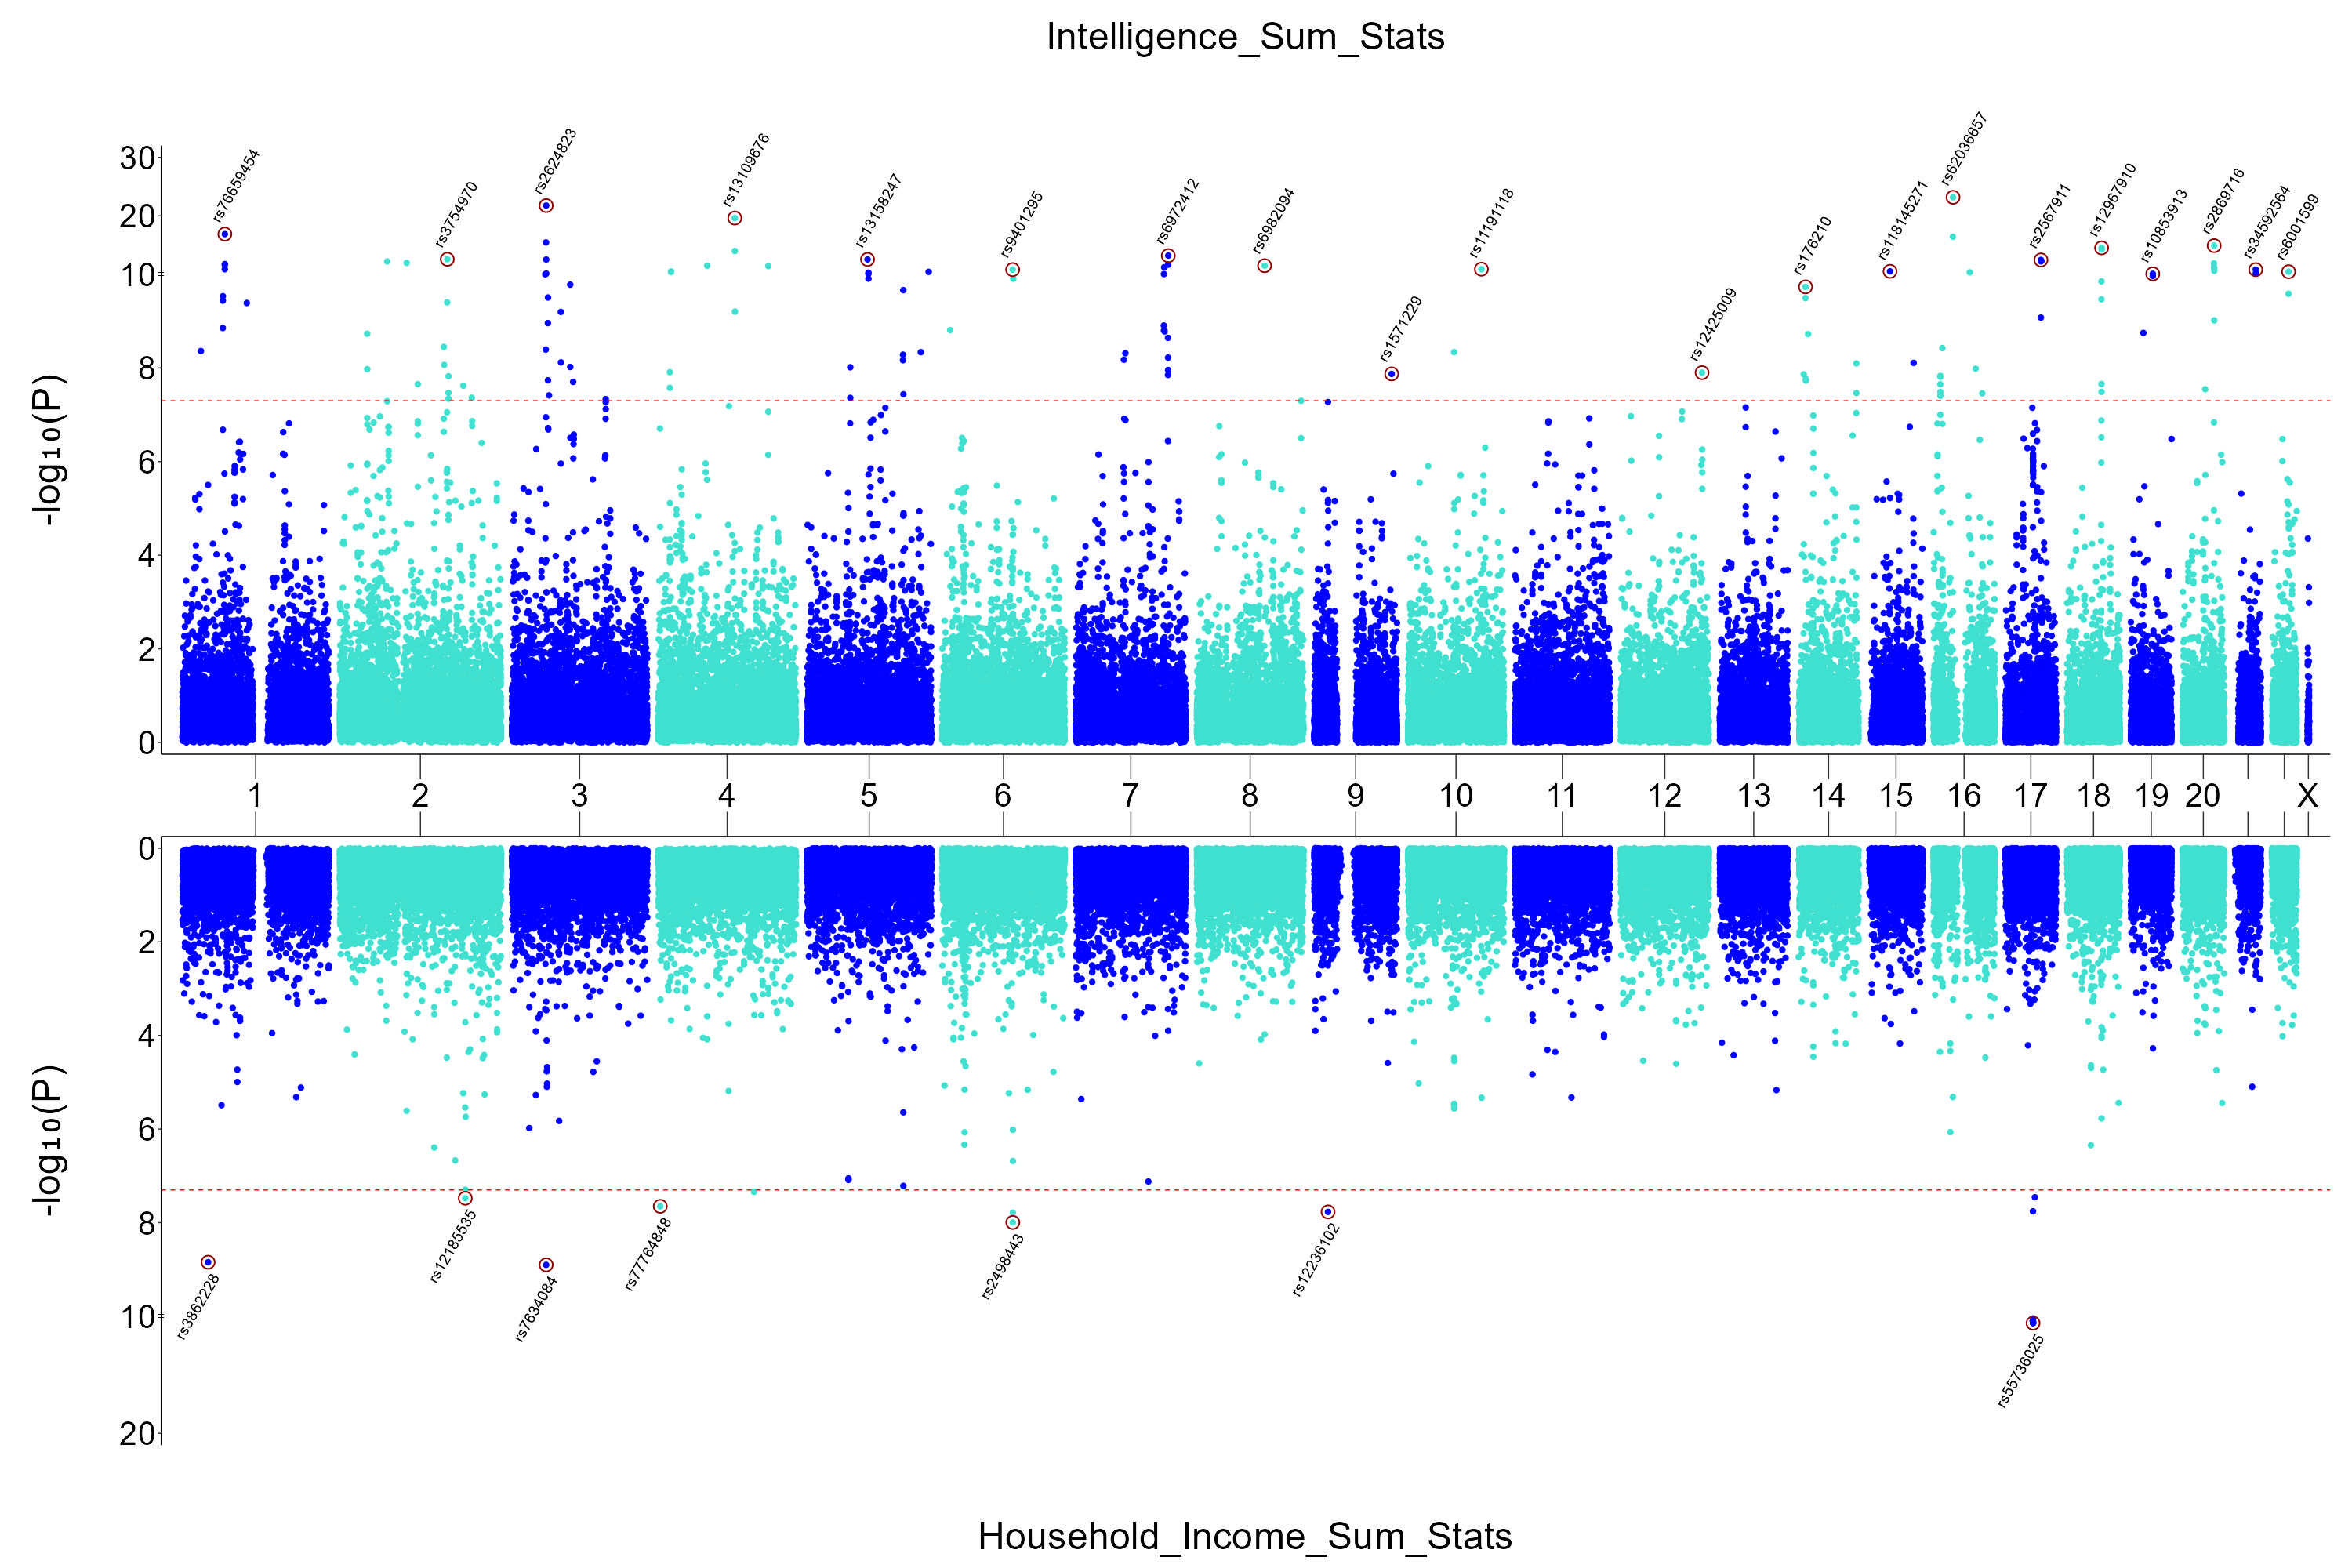 Intelligence_Sum_Stats
rs76659454
rs3754970
rs2624823
rs13109676
rs13158247
rs9401295
rs6972412
rs6982094
rs1571229
rs11191118
rs12425009
rs176210
rs118145271
rs62036657
rs2567911
rs12967910
rs10853913
rs2869716
rs34592564
rs6001599
-log₁₀(P)
30
20
10
8
6
4
2
0
1 2 3 4 5 6 7 8 9 10 11 12 13 14 15 16 17 18 19 20 X
-log₁₀(P)
0
2
4
6
8
10
20
rs3862228
rs12185535
rs7634084
rs77764848
rs2498443
rs12236102
rs55736025
Household_Income_Sum_Stats